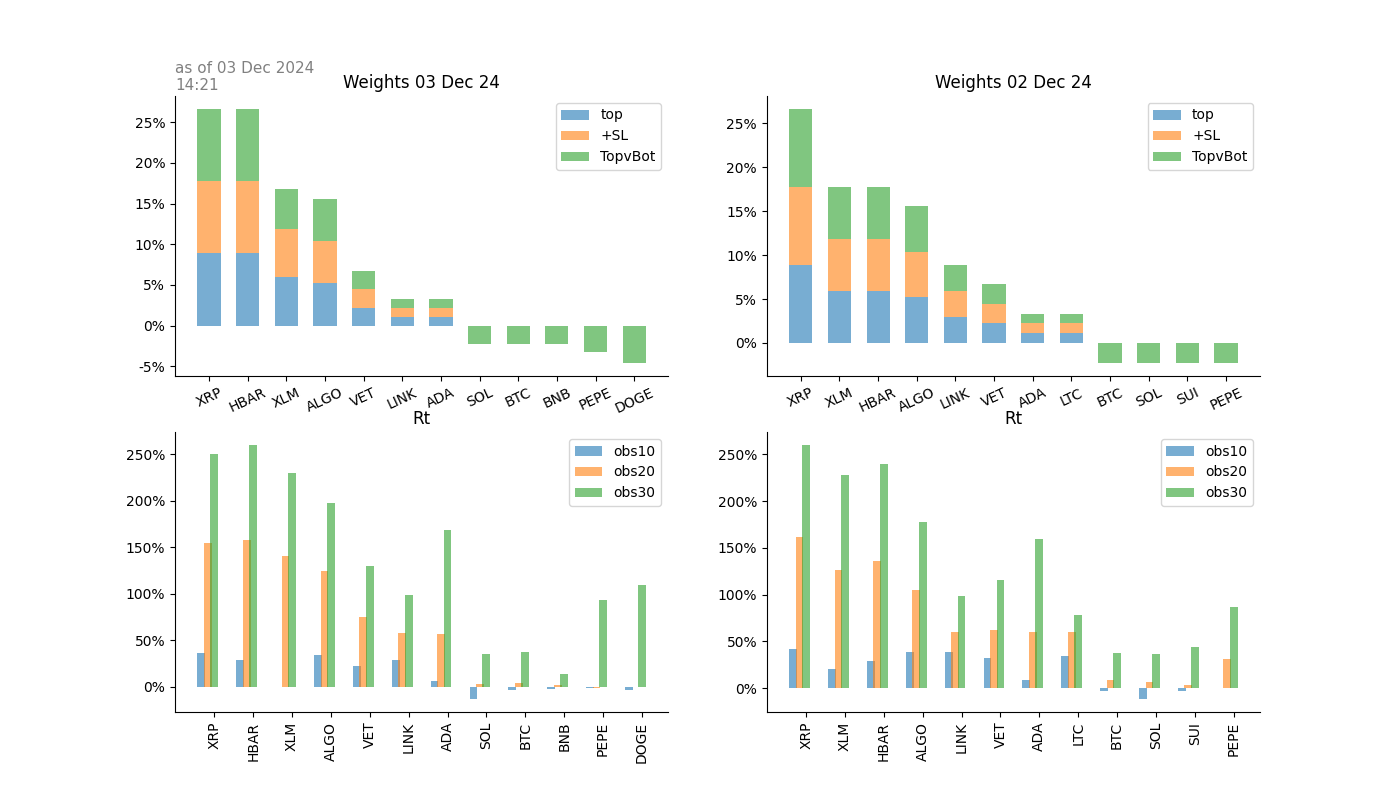 as of 03 Dec 2024
14:21
Weights 03 Dec 24
25%
20%
15%
10%
5%
0%
-5%
top
+SL
TopvBot
XRP HBAR XLM ALGO VET LINK ADA SOL BTC BNB PEPE DOGE
Weights 02 Dec 24
25%
20%
15%
10%
5%
0%
top
+SL
TopvBot
XRP XLM HBAR ALGO LINK VET ADA LTC BTC SOL SUI PEPE
Rt
250%
200%
150%
100%
50%
0%
obs10
obs20
obs30
XRP HBAR XLM ALGO VET LINK ADA SOL BTC BNB PEPE DOGE
Rt
250%
200%
150%
100%
50%
0%
obs10
obs20
obs30
XRP XLM HBAR ALGO LINK VET ADA LTC BTC SOL SUI PEPE